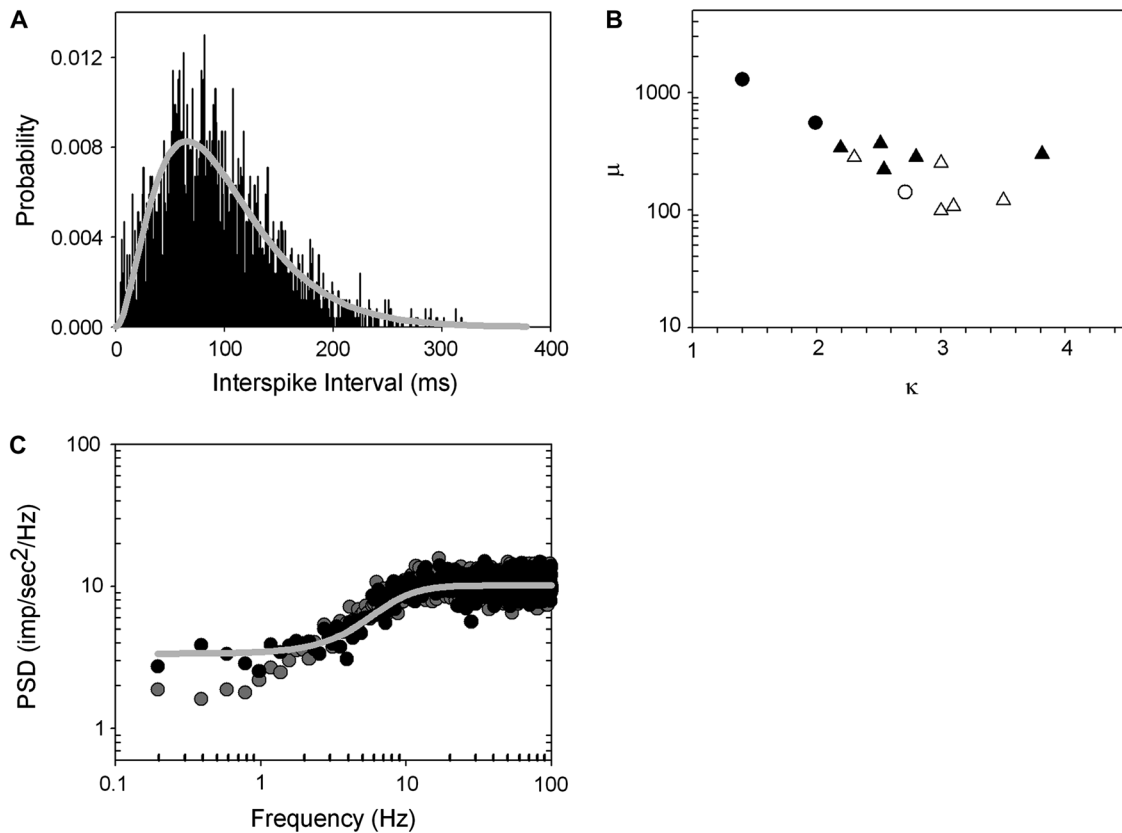 A
0.012
0.008
0.004
0.000
Probability
0 100 200 300 400
Interspike Interval (ms)
B
1000
100
10
μ
1 2 3 4
κ
C
100
10
1
PSD (imp/sec²/Hz)
0.1 1 10 100
Frequency (Hz)